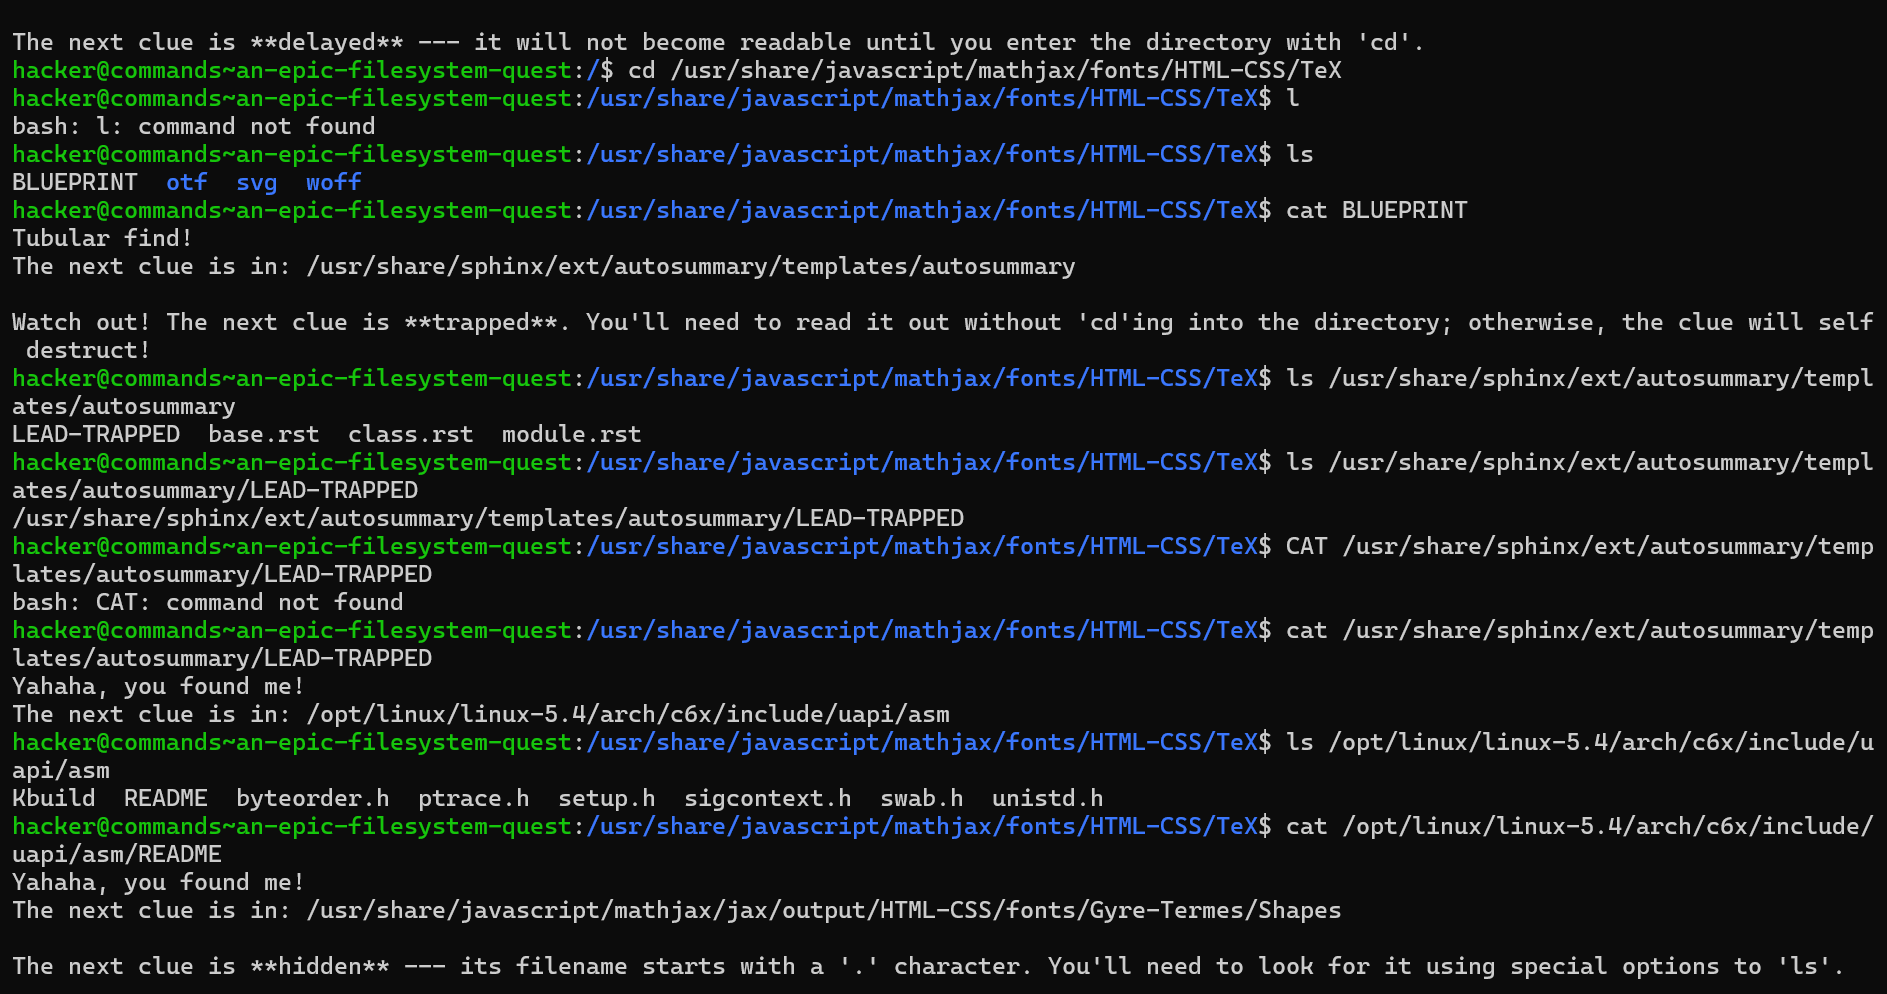 The next clue is **delayed** --- it will not become readable until you enter the directory with 'cd'.
hacker@commands~an-epic-filesystem-quest:/$ cd /usr/share/javascript/mathjax/fonts/HTML-CSS/TeX
hacker@commands~an-epic-filesystem-quest:/usr/share/javascript/mathjax/fonts/HTML-CSS/TeX$ l
bash: l: command not found
hacker@commands~an-epic-filesystem-quest:/usr/share/javascript/mathjax/fonts/HTML-CSS/TeX$ ls
BLUEPRINT  otf  svg  woff
hacker@commands~an-epic-filesystem-quest:/usr/share/javascript/mathjax/fonts/HTML-CSS/TeX$ cat BLUEPRINT
Tubular find!
The next clue is in: /usr/share/sphinx/ext/autosummary/templates/autosummary

Watch out! The next clue is **trapped**. You'll need to read it out without 'cd'ing into the directory; otherwise, the clue will self
 destruct!
hacker@commands~an-epic-filesystem-quest:/usr/share/javascript/mathjax/fonts/HTML-CSS/TeX$ ls /usr/share/sphinx/ext/autosummary/templ
ates/autosummary
LEAD-TRAPPED  base.rst  class.rst  module.rst
hacker@commands~an-epic-filesystem-quest:/usr/share/javascript/mathjax/fonts/HTML-CSS/TeX$ ls /usr/share/sphinx/ext/autosummary/templ
ates/autosummary/LEAD-TRAPPED
/usr/share/sphinx/ext/autosummary/templates/autosummary/LEAD-TRAPPED
hacker@commands~an-epic-filesystem-quest:/usr/share/javascript/mathjax/fonts/HTML-CSS/TeX$ CAT /usr/share/sphinx/ext/autosummary/temp
lates/autosummary/LEAD-TRAPPED
bash: CAT: command not found
hacker@commands~an-epic-filesystem-quest:/usr/share/javascript/mathjax/fonts/HTML-CSS/TeX$ cat /usr/share/sphinx/ext/autosummary/temp
lates/autosummary/LEAD-TRAPPED
Yahaha, you found me!
The next clue is in: /opt/linux/linux-5.4/arch/c6x/include/uapi/asm
hacker@commands~an-epic-filesystem-quest:/usr/share/javascript/mathjax/fonts/HTML-CSS/TeX$ ls /opt/linux/linux-5.4/arch/c6x/include/u
api/asm
Kbuild  README  byteorder.h  ptrace.h  setup.h  sigcontext.h  swab.h  unistd.h
hacker@commands~an-epic-filesystem-quest:/usr/share/javascript/mathjax/fonts/HTML-CSS/TeX$ cat /opt/linux/linux-5.4/arch/c6x/include/
uapi/asm/README
Yahaha, you found me!
The next clue is in: /usr/share/javascript/mathjax/jax/output/HTML-CSS/fonts/Gyre-Termes/Shapes

The next clue is **hidden** --- its filename starts with a '.' character. You'll need to look for it using special options to 'ls'.